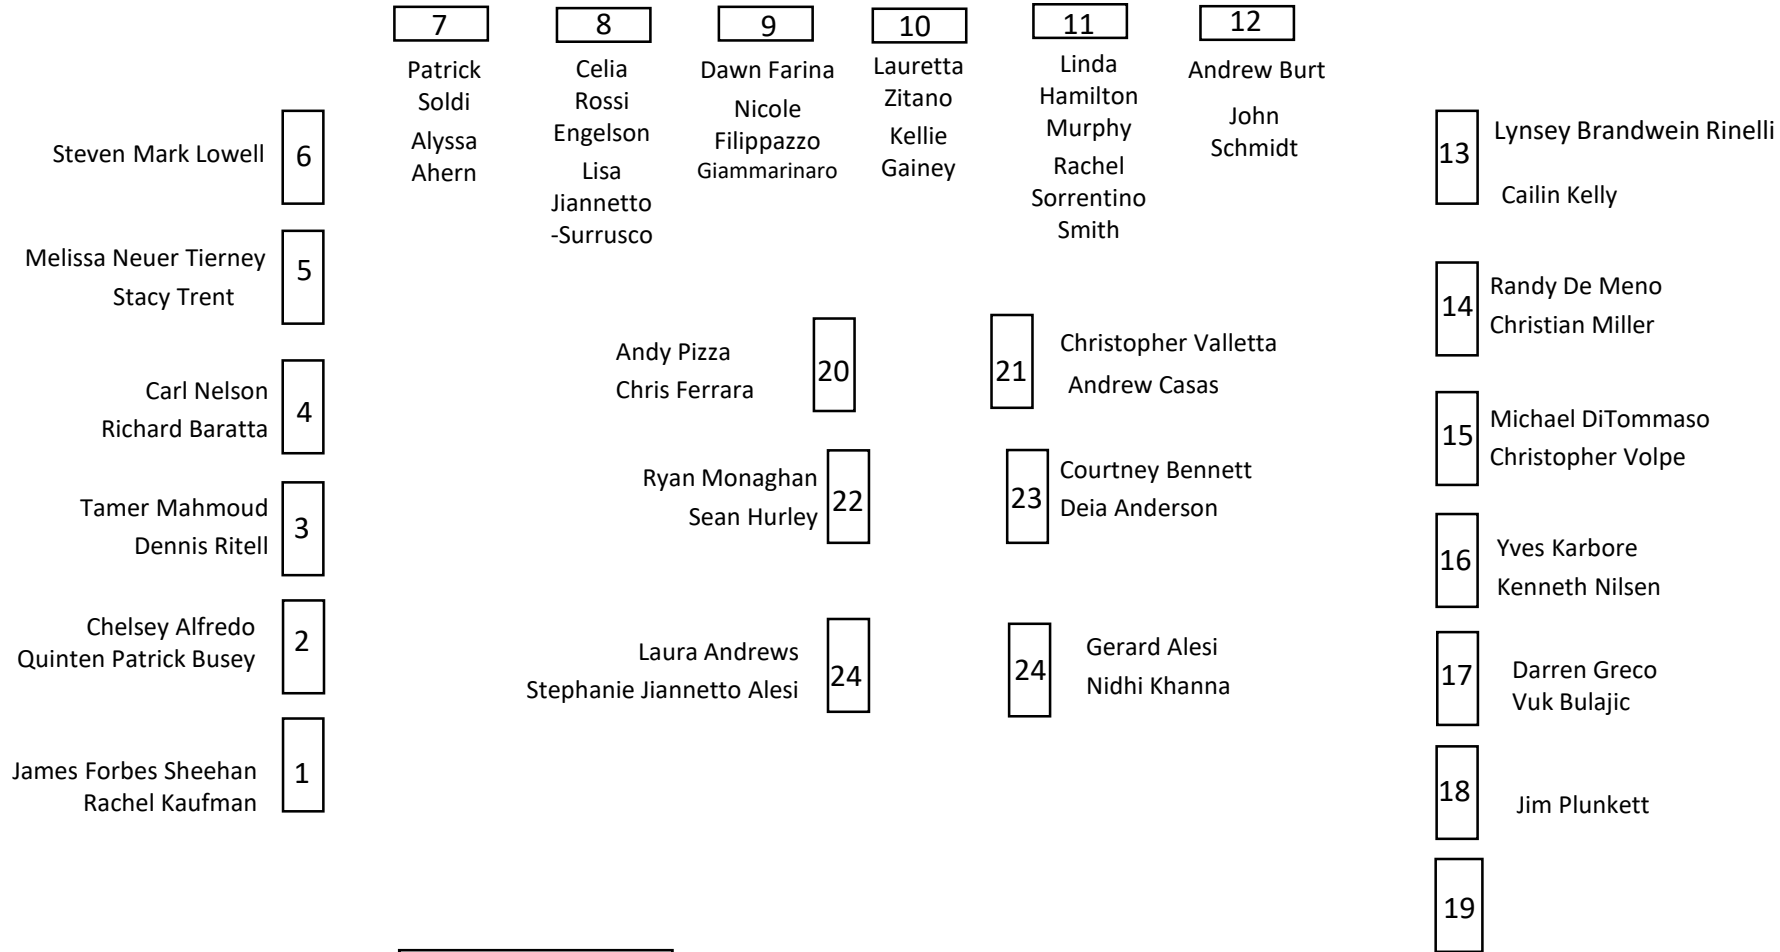 7
Patrick
Soldi
Alyssa
Ahern
8
Celia
Rossi
Engelson
Lisa
Jiannetto
-Surrusco
9
Dawn Farina
Nicole
Filippazzo
Giammarinaro
10
Lauretta
Zitano
Kellie
Gainey
11
Linda
Hamilton
Murphy
Rachel
Sorrentino
Smith
12
Andrew Burt
John
Schmidt
Steven Mark Lowell
6
Melissa Neuer Tierney
Stacy Trent
5
Carl Nelson
Richard Baratta
4
Tamer Mahmoud
Dennis Ritell
3
Chelsey Alfredo
Quinten Patrick Busey
2
James Forbes Sheehan
Rachel Kaufman
1
Andy Pizza
Chris Ferrara
20
21
Christopher Valletta
Andrew Casas
Ryan Monaghan
Sean Hurley
22
23
Courtney Bennett
Deia Anderson
Laura Andrews
Stephanie Jiannetto Alesi
24
24
Gerard Alesi
Nidhi Khanna
13
Lynsey Brandwein Rinelli
Cailin Kelly
14
Randy De Meno
Christian Miller
15
Michael DiTommaso
Christopher Volpe
16
Yves Karbore
Kenneth Nilsen
17
Darren Greco
Vuk Bulajic
18
Jim Plunkett
19